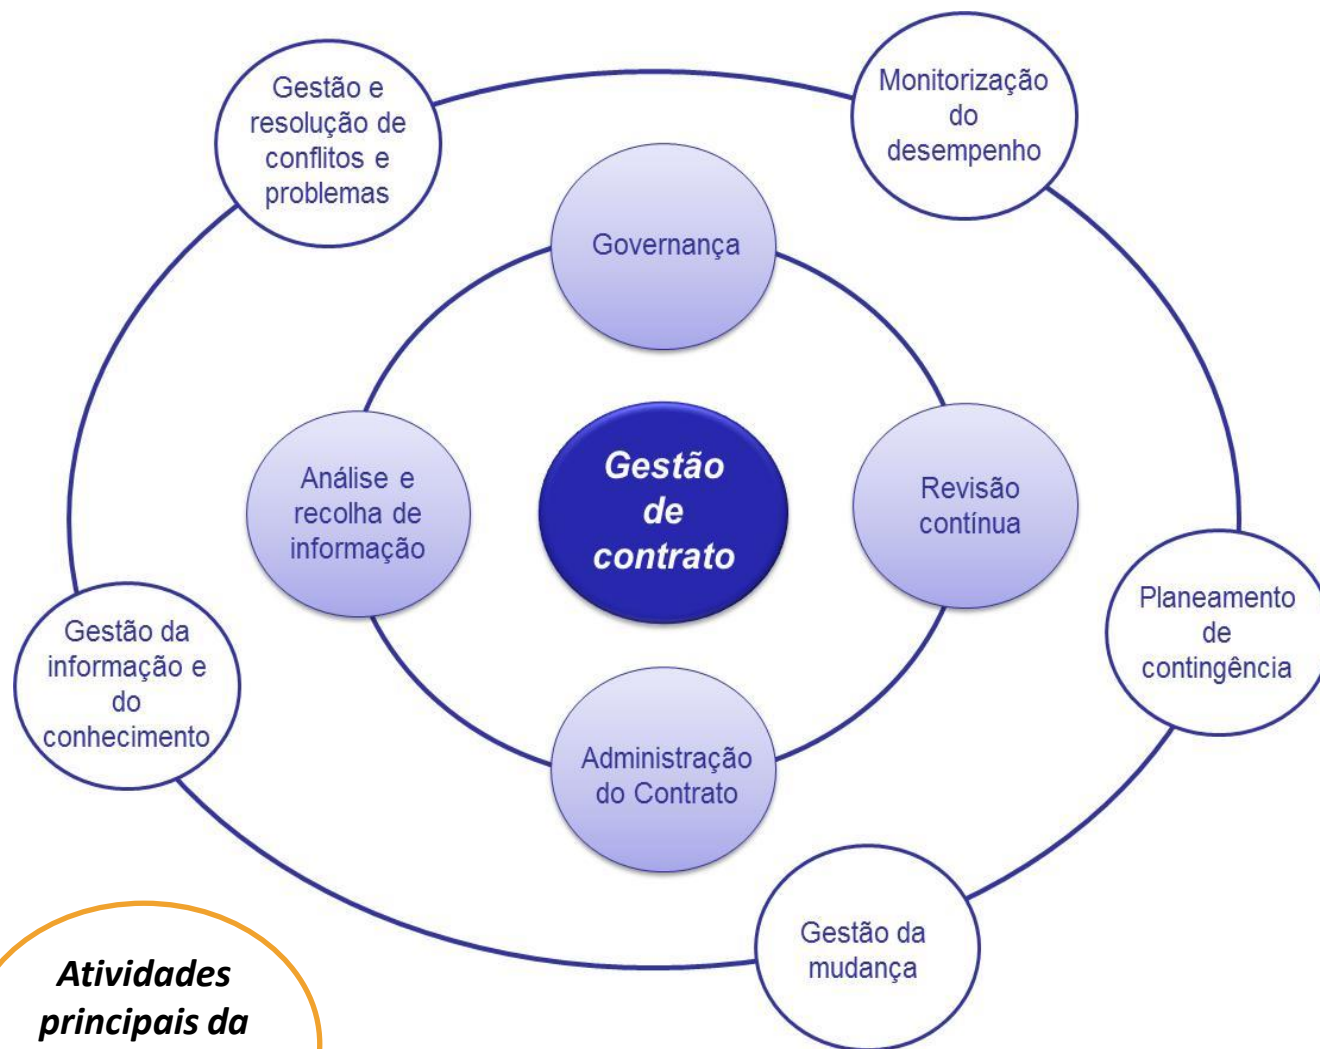 Gestão e
resolução de
conflitos e
problemas
Monitorização
do
desempenho
Governança
Análise e
recolha de
informação
Gestão
de
contrato
Revisão
contínua
Planeamento
de
contingência
Gestão da
informação e
do
conhecimento
Administração
do Contrato
Gestão da
mudança
Atividades
principais da